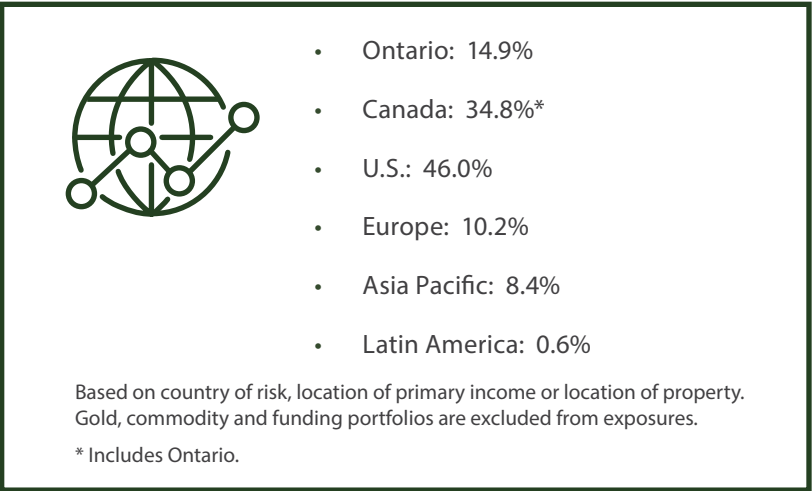 • Ontario: 14.9%
• Canada: 34.8%*
• U.S.: 46.0%
• Europe: 10.2%
• Asia Pacific: 8.4%
• Latin America: 0.6%
Based on country of risk, location of primary income or location of property.
Gold, commodity and funding portfolios are excluded from exposures.
* Includes Ontario.